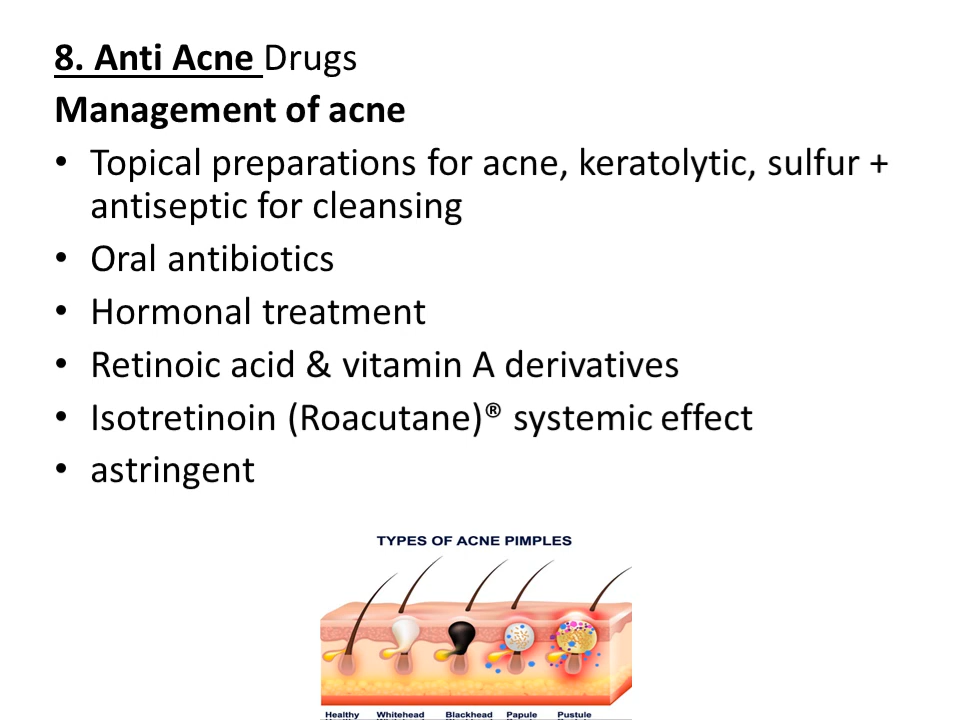 8. Anti Acne Drugs
Management of acne
• Topical preparations for acne, keratolytic, sulfur +
antiseptic for cleansing
• Oral antibiotics
• Hormonal treatment
• Retinoic acid & vitamin A derivatives
• Isotretinoin (Roacutane)® systemic effect
• astringent
TYPES OF ACNE PIMPLES
Healthy Whitehead Blackhead Papule Pustule